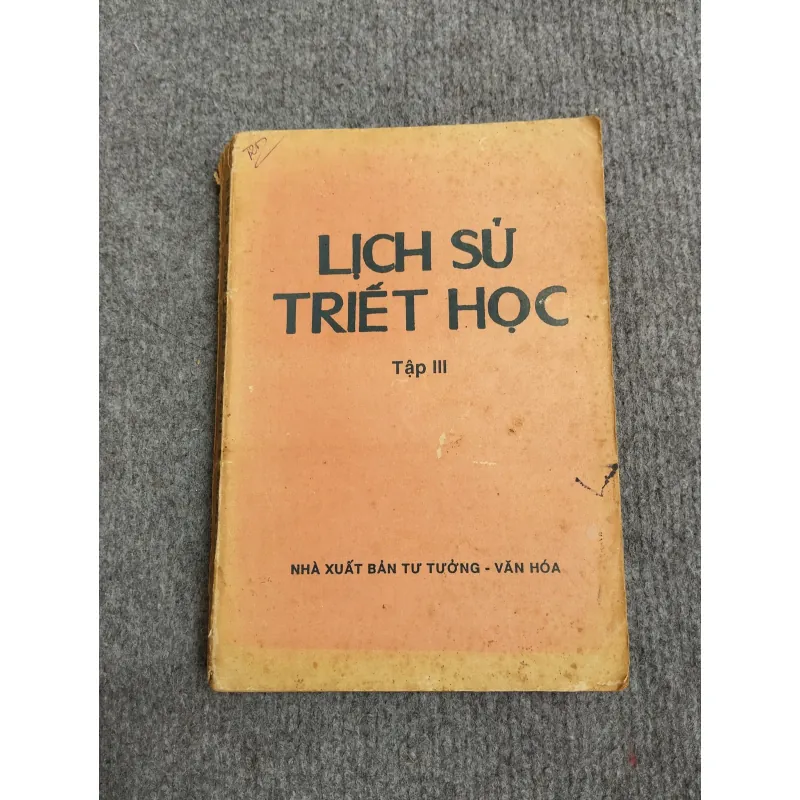 LỊCH SỬ
TRIẾT HỌC
Tập III
NHÀ XUẤT BẢN TƯ TƯỞNG - VĂN HÓA